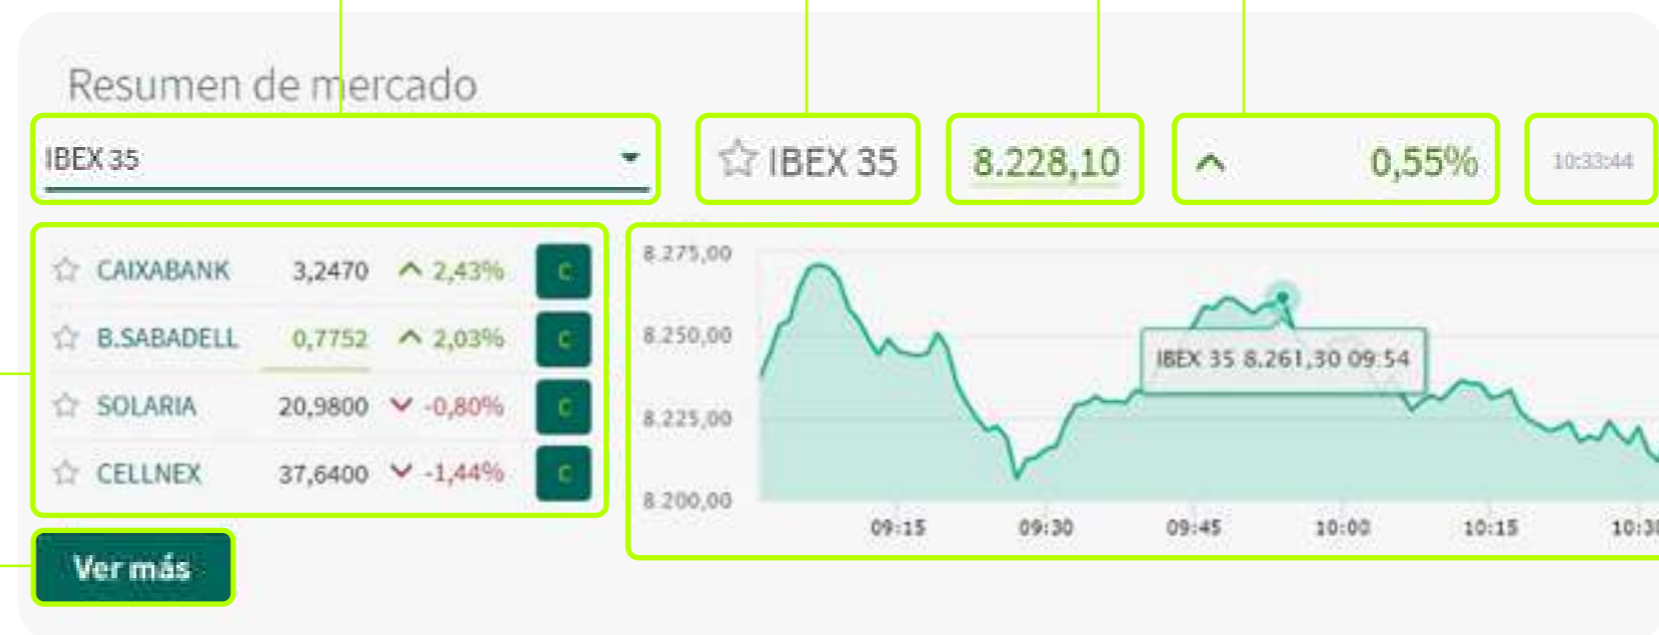 Resumen de mercado
IBEX 35
IBEX 35 8.228,10 0,55% 10:33:44
CAIXABANK 3,2470 2,43% C
B.SABADELL 0,7752 2,03% C
SOLARIA 20,9800 -0,80% C
CELLNEX 37,6400 -1,44% C
Ver más
8.275,00
8.250,00
8.225,00
8.200,00
IBEX 35 8.261,30 09:54
09:15 09:30 09:45 10:00 10:15